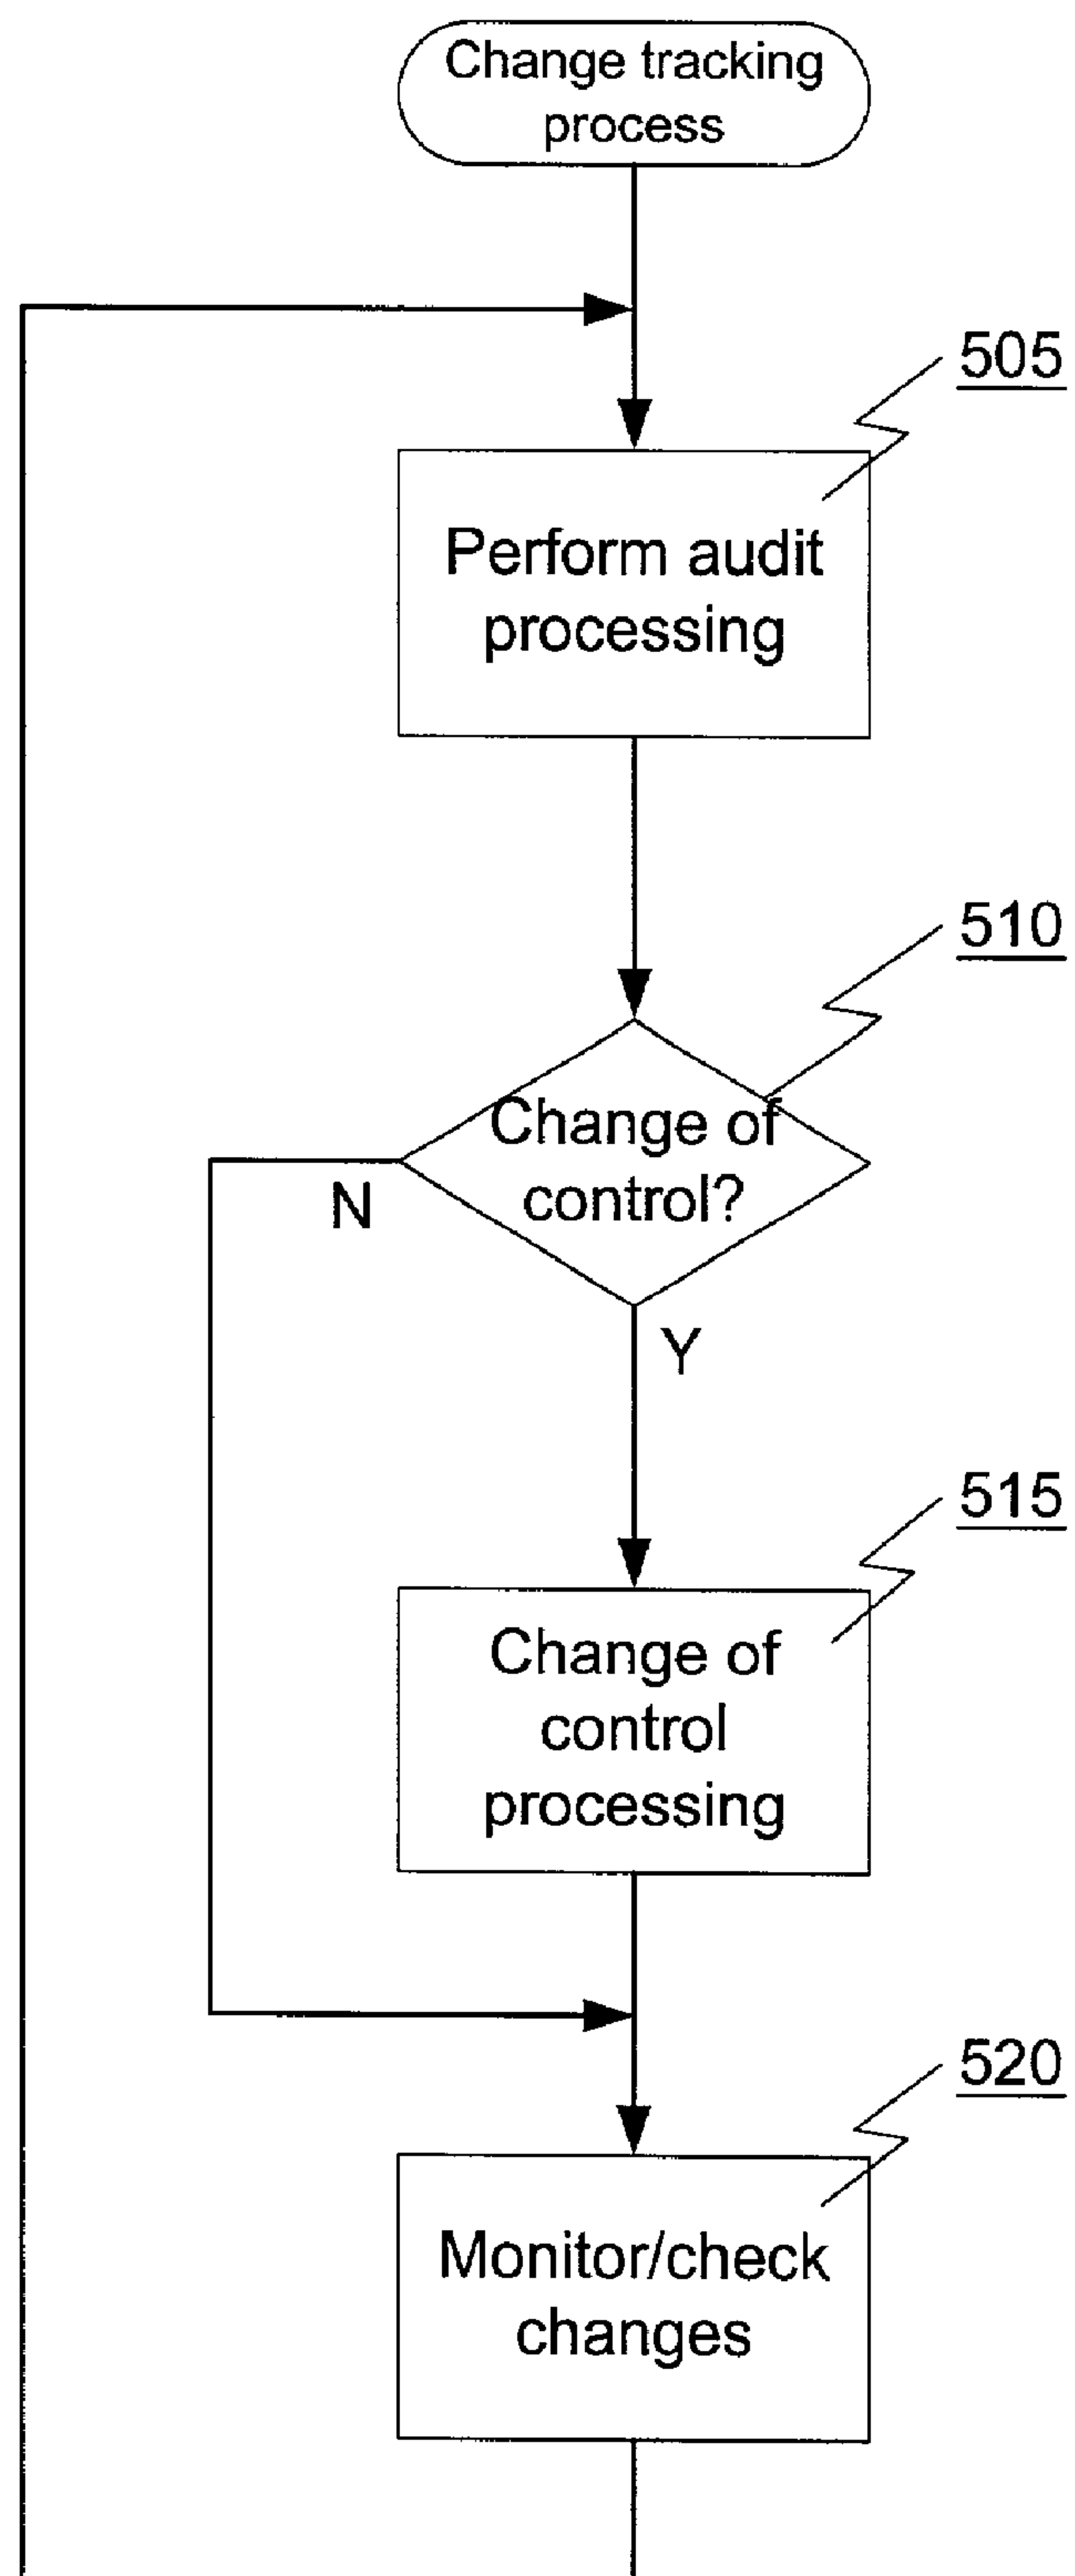 Change tracking
process
505
Perform audit
processing
510
Change of
control?
N
Y
515
Change of
control
processing
520
Monitor/check
changes